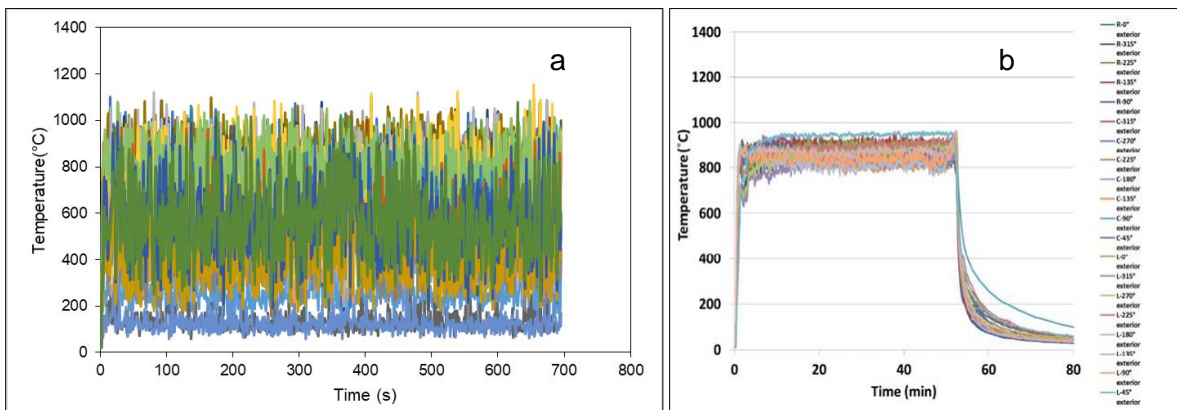 a
1400
1200
1000
800
600
400
200
0
Temperature(°C)
0 100 200 300 400 500 600 700 800
Time (s)
b
1400
1200
1000
800
600
400
200
0
Temperature (°C)
0 20 40 60 80
Time (min)
R-0°
exterior
R-315°
exterior
R-225°
exterior
R-135°
exterior
R-90°
exterior
C-315°
exterior
C-270°
exterior
C-225°
exterior
C-180°
exterior
C-135°
exterior
C-90°
exterior
C-45°
exterior
L-0°
exterior
L-315°
exterior
L-270°
exterior
L-225°
exterior
L-180°
exterior
L-135°
exterior
L-90°
exterior
L-45°
exterior